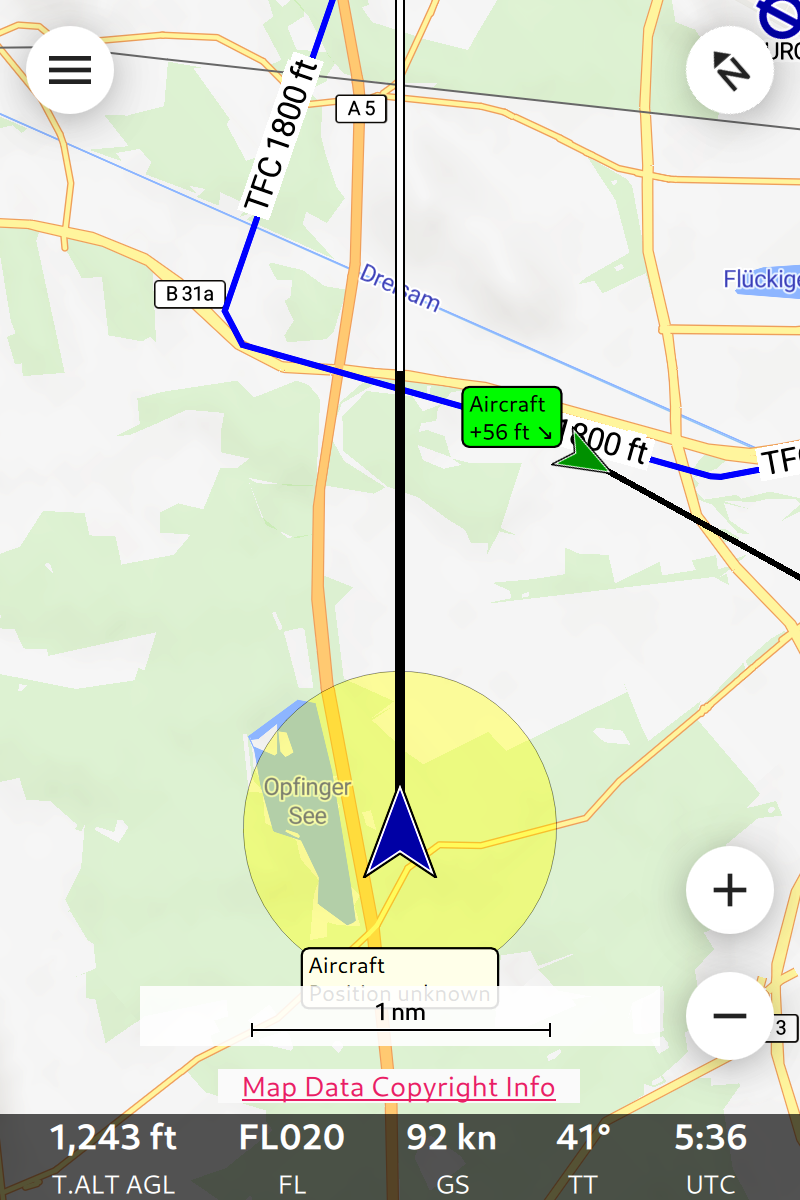 TFC 1800 ft
A 5
B 31a
Dreisam
Flückige
Aircraft
+56 ft ↘
1800 ft
TFC
Opfinger
See
Aircraft
Position unknown
1 nm
3
Map Data Copyright Info
1,243 ft FL020 92 kn 41° 5:36
T.ALT AGL FL GS TT UTC